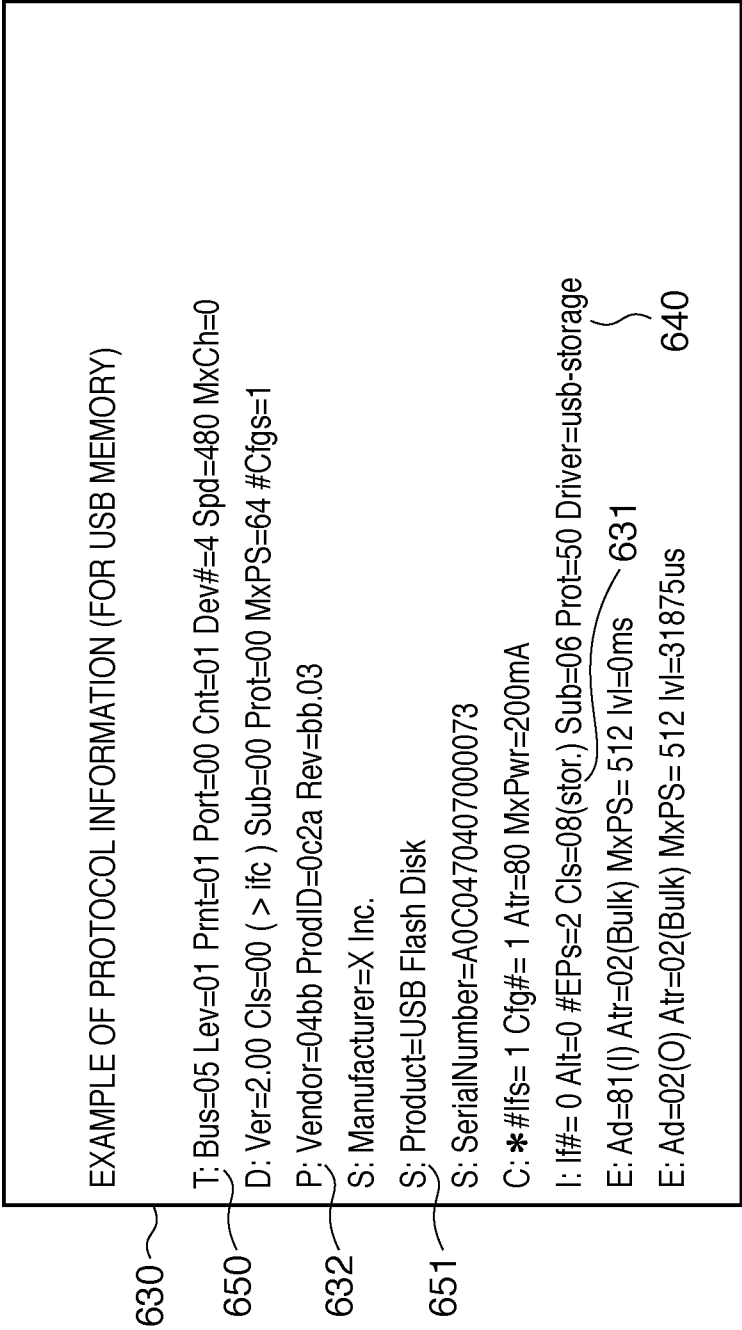 EXAMPLE OF PROTOCOL INFORMATION (FOR USB MEMORY)
630
650
T: Bus=05 Lev=01 Prnt=01 Port=00 Cnt=01 Dev#=4 Spd=480 MxCh=0
D: Ver=2.00 Cls=00 ( > ifc ) Sub=00 Prot=00 MxPS=64 #Cfgs=1
632
P: Vendor=04bb ProdID=0c2a Rev=bb.03
S: Manufacturer=X Inc.
651
S: Product=USB Flash Disk
S: SerialNumber=A0C04704070​00073
C: * #Ifs= 1 Cfg#= 1 Atr=80 MxPwr=200mA
I: If#= 0 Alt=0 #EPs=2 Cls=08(stor.) Sub=06 Prot=50 Driver=usb-storage
631
640
E: Ad=81(I) Atr=02(Bulk) MxPS= 512 Ivl=0ms
E: Ad=02(O) Atr=02(Bulk) MxPS= 512 Ivl=31875us